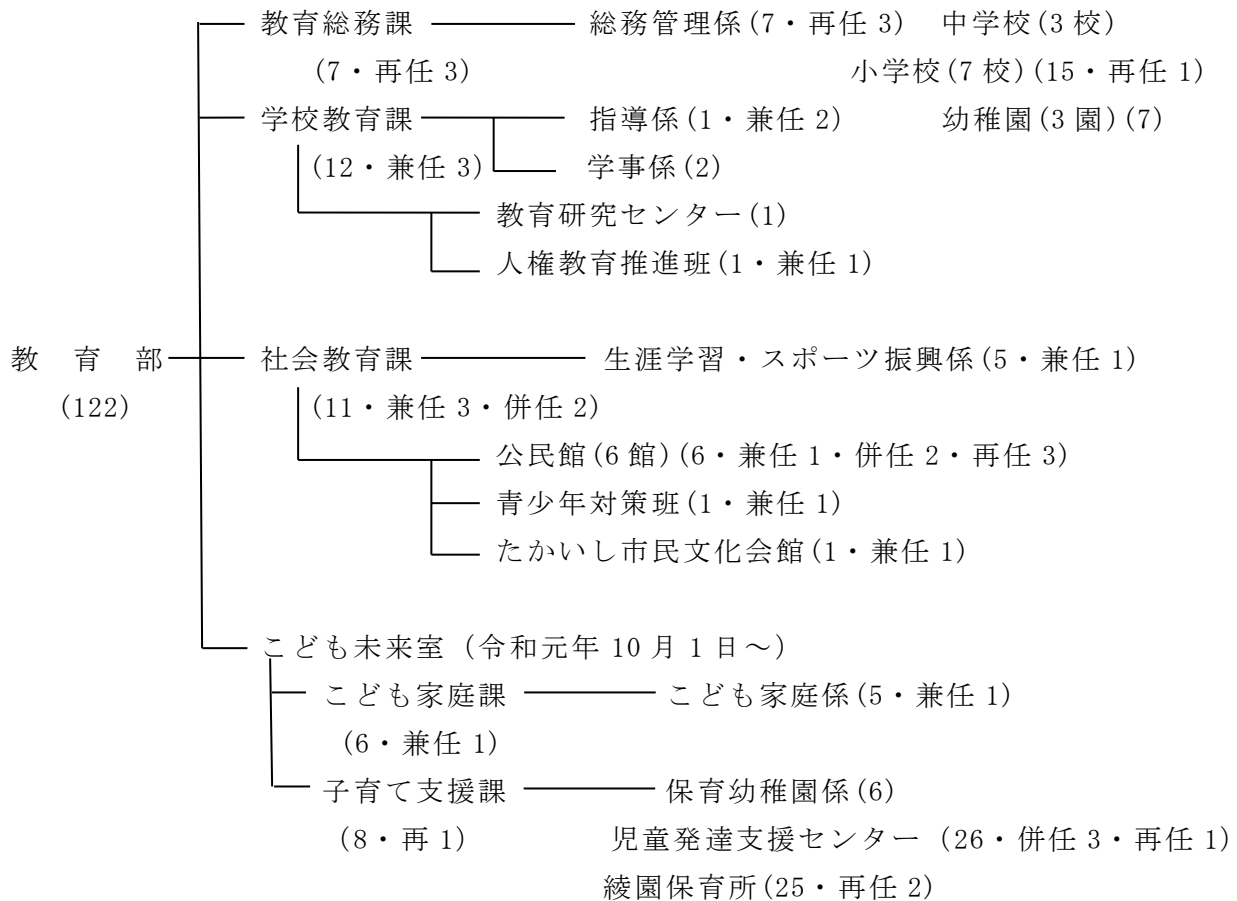 教育総務課 総務管理係(7・再任 3) 中学校(3 校)
(7・再任 3) 小学校(7 校)(15・再任 1)
学校教育課 指導係(1・兼任 2) 幼稚園(3 園)(7)
(12・兼任 3) 学事係(2)
教育研究センター(1)
人権教育推進班(1・兼任 1)
教 育 部 社会教育課 生涯学習・スポーツ振興係(5・兼任 1)
(122) (11・兼任 3・併任 2)
公民館(6 館)(6・兼任 1・併任 2・再任 3)
青少年対策班(1・兼任 1)
たかいし市民文化会館(1・兼任 1)
こども未来室 (令和元年 10 月 1 日~)
こども家庭課 こども家庭係(5・兼任 1)
(6・兼任 1)
子育て支援課 保育幼稚園係(6)
(8・再 1) 児童発達支援センター (26・併任 3・再任 1)
綾園保育所(25・再任 2)